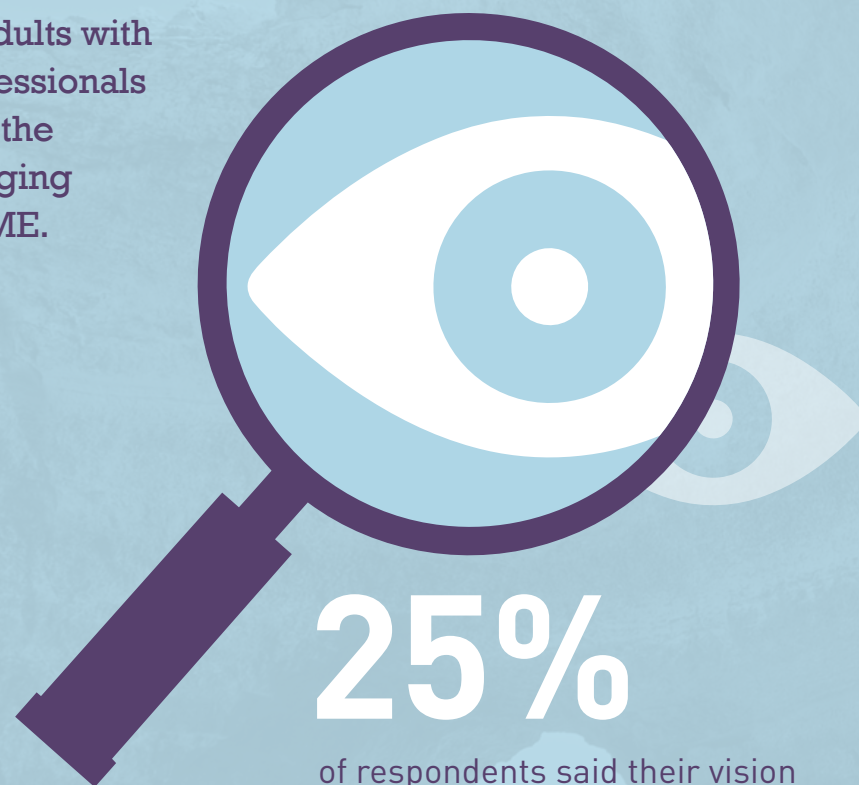 dults with
essionals
the
ging
ME.
25%
of respondents said their vision